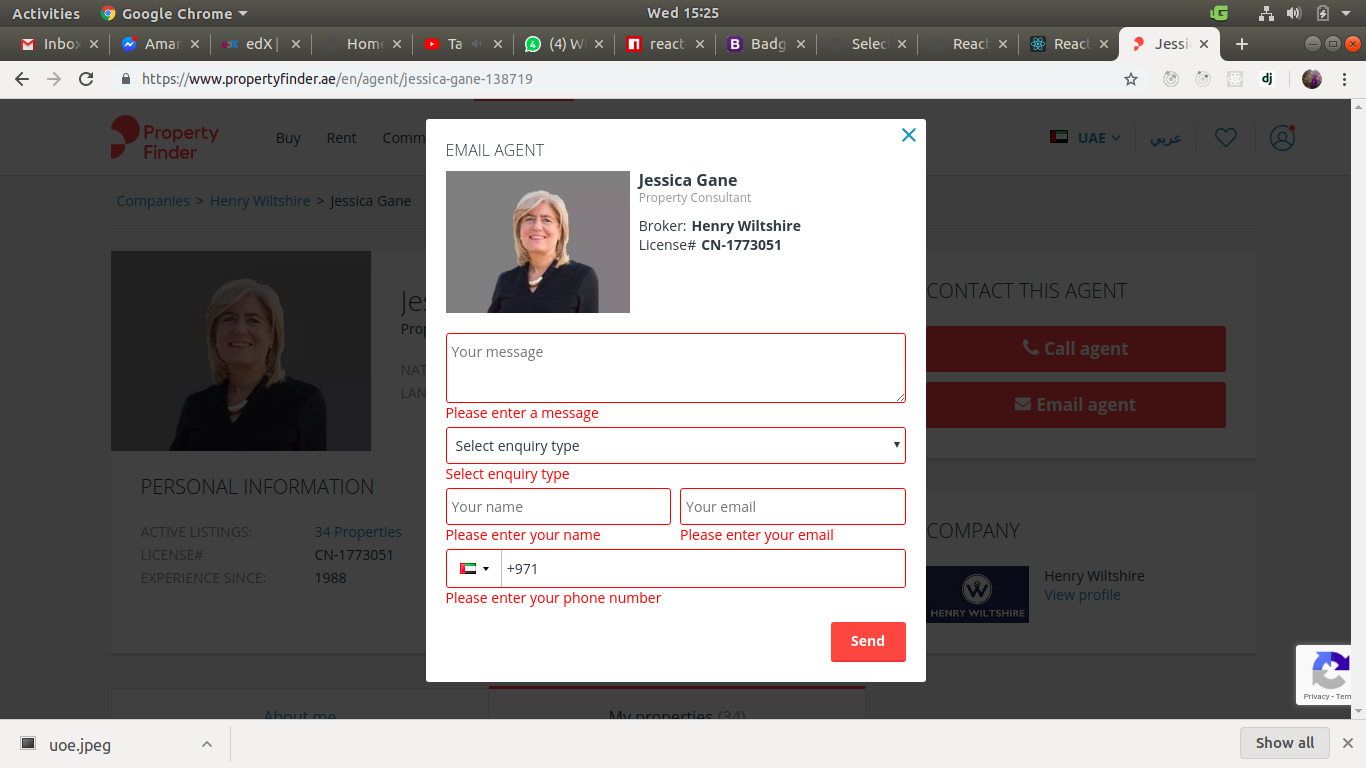 Activities Google Chrome Wed 15:25
Inbo Amar edX | Home Ta (4) W react Badg Selec React React Jessi
https://www.propertyfinder.ae/en/agent/jessica-gane-138719 dj
Property
Finder
Buy Rent Comm UAE عربي
Companies > Henry Wiltshire > Jessica Gane
EMAIL AGENT
Jessica Gane
Property Consultant
Broker: Henry Wiltshire
License# CN-1773051
Je
Prop
NAT
LAN
CONTACT THIS AGENT
Call agent
Email agent
Your message
Please enter a message
Select enquiry type
Select enquiry type
Your name Your email
Please enter your name Please enter your email
+971
Please enter your phone number
Send
PERSONAL INFORMATION
ACTIVE LISTINGS: 34 Properties
LICENSE# CN-1773051
EXPERIENCE SINCE: 1988
COMPANY
HENRY WILTSHIRE
Henry Wiltshire
View profile
Privacy - Tern
About me My properties (34)
uoe.jpeg Show all